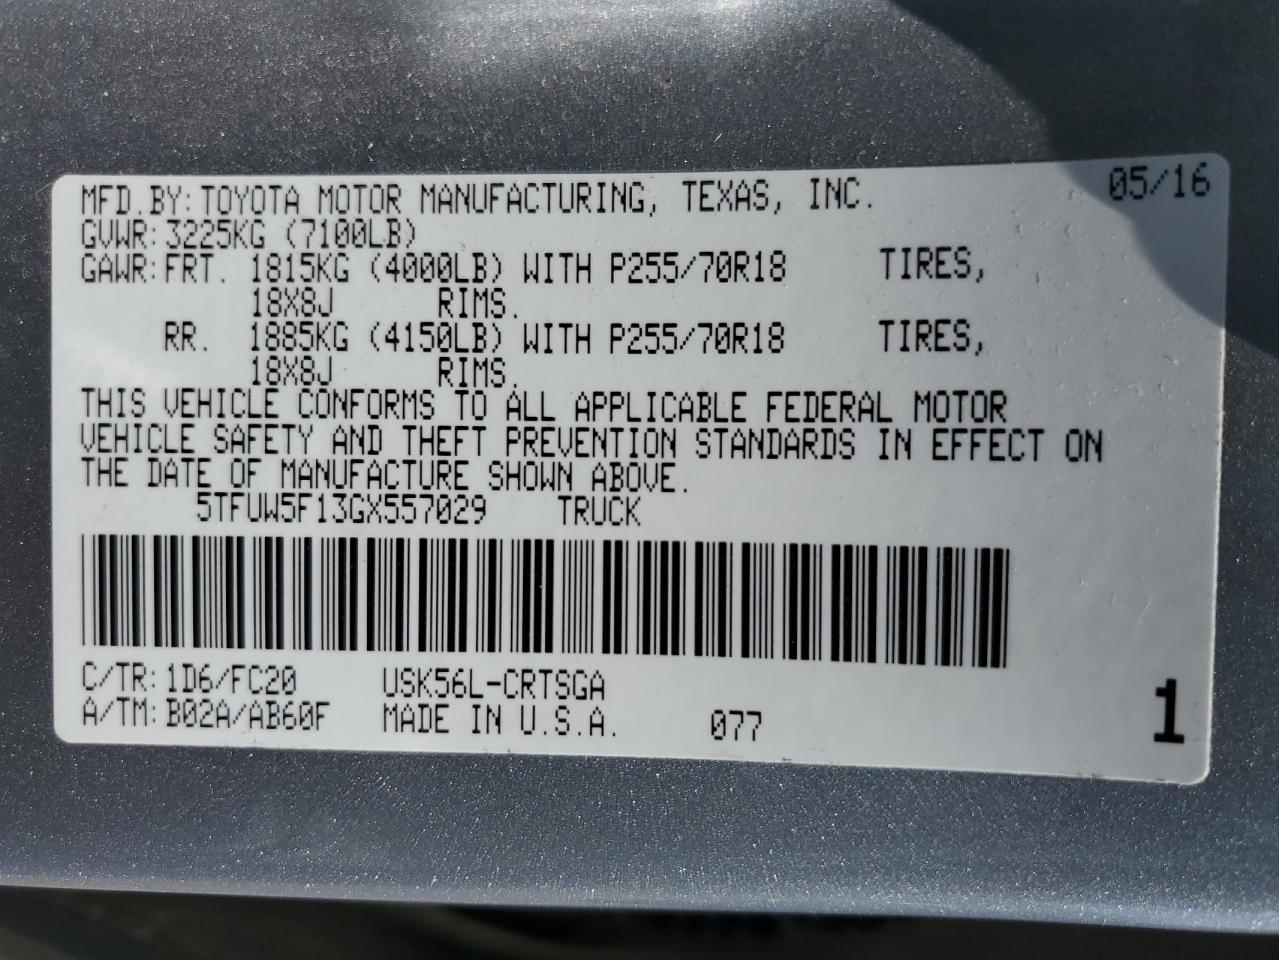 MFD.BY:TOYOTA MOTOR MANUFACTURING, TEXAS, INC. 05/16
GVWR:3225KG (7100LB)
GAWR:FRT. 1815KG (4000LB) WITH P255/70R18 TIRES,
18X8J RIMS.
RR. 1885KG (4150LB) WITH P255/70R18 TIRES,
18X8J RIMS.
THIS VEHICLE CONFORMS TO ALL APPLICABLE FEDERAL MOTOR
VEHICLE SAFETY AND THEFT PREVENTION STANDARDS IN EFFECT ON
THE DATE OF MANUFACTURE SHOWN ABOVE.
5TFUW5F13GX557029 TRUCK
C/TR:1D6/FC20 USK56L-CRTSGA
A/TM:B02A/AB60F MADE IN U.S.A. 077 1